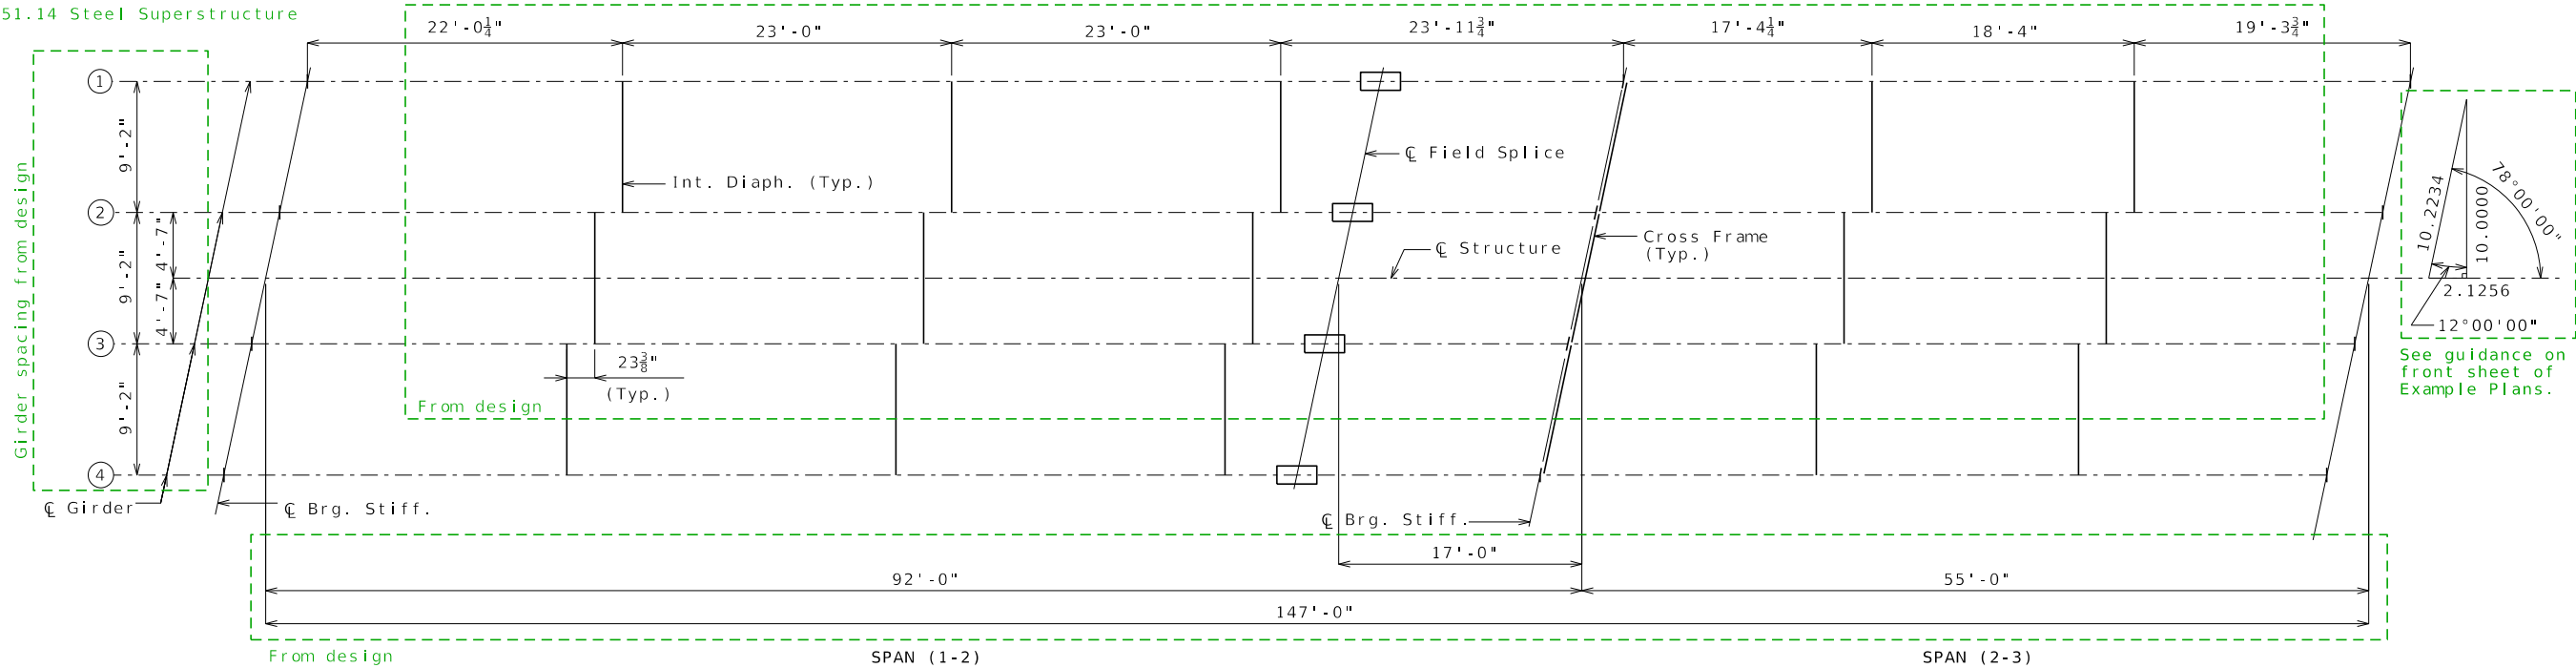 51.14 Steel Superstructure
22'-0¼"
23'-0"
23'-0"
23'-11¾"
17'-4¼"
18'-4"
19'-3¾"
1
2
3
4
9'-2"
9'-2"
9'-2"
4'-7"
4'-7"
Girder spacing from design
Int. Diaph. (Typ.)
℄ Field Splice
℄ Structure
Cross Frame
(Typ.)
23⅜"
(Typ.)
From design
℄ Girder
℄ Brg. Stiff.
℄ Brg. Stiff.
10.2234
10.0000
78°00'00"
2.1256
12°00'00"
See guidance on
front sheet of
Example Plans.
17'-0"
92'-0"
55'-0"
147'-0"
From design
SPAN (1-2)
SPAN (2-3)